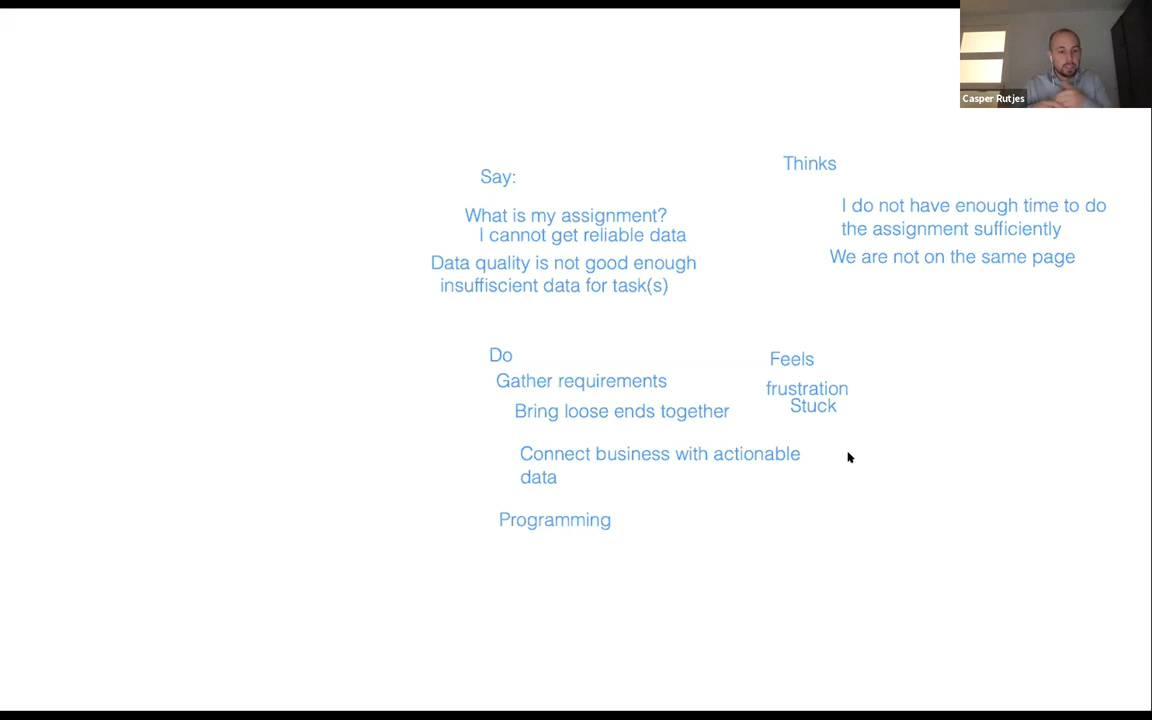 Casper Rutjes
Say:
What is my assignment?
I cannot get reliable data
Data quality is not good enough
insuffiscient data for task(s)
Thinks
I do not have enough time to do
the assignment sufficiently
We are not on the same page
Do
Gather requirements
Bring loose ends together
Connect business with actionable
data
Programming
Feels
frustration
Stuck